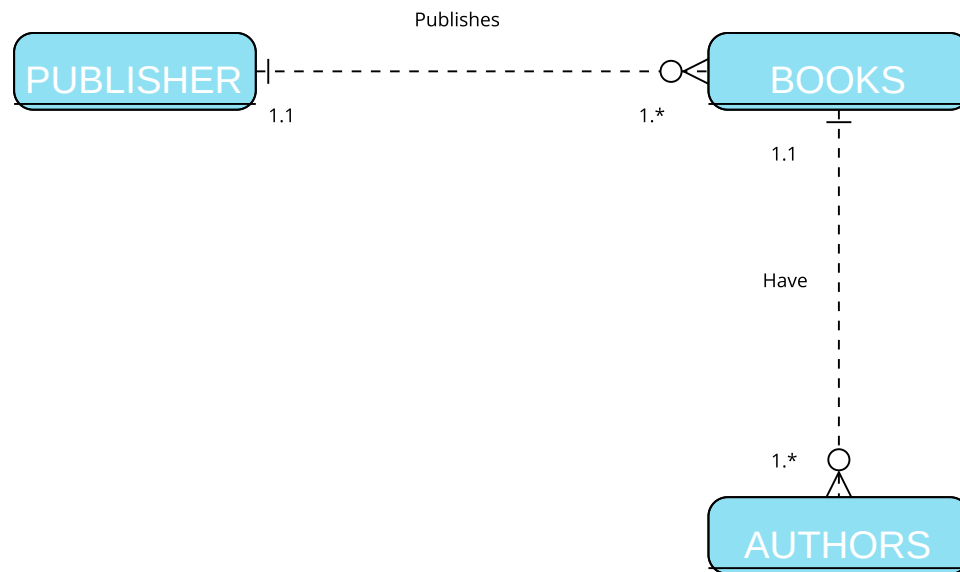 Publishes
PUBLISHER
BOOKS
1.1
1.*
1.1
Have
1.*
AUTHORS